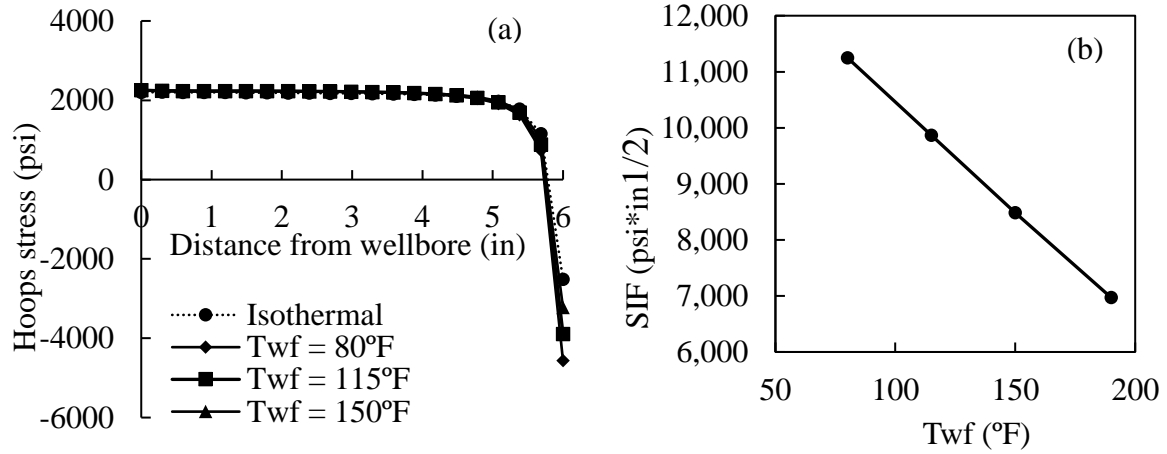 (a)
Hoops stress (psi)
4000
2000
0
-2000
-4000
-6000
0 1 2 3 4 5 6
Distance from wellbore (in)
Isothermal
Twf = 80ºF
Twf = 115ºF
Twf = 150ºF
(b)
SIF (psi*in1/2)
12,000
11,000
10,000
9,000
8,000
7,000
6,000
50 100 150 200
Twf (ºF)